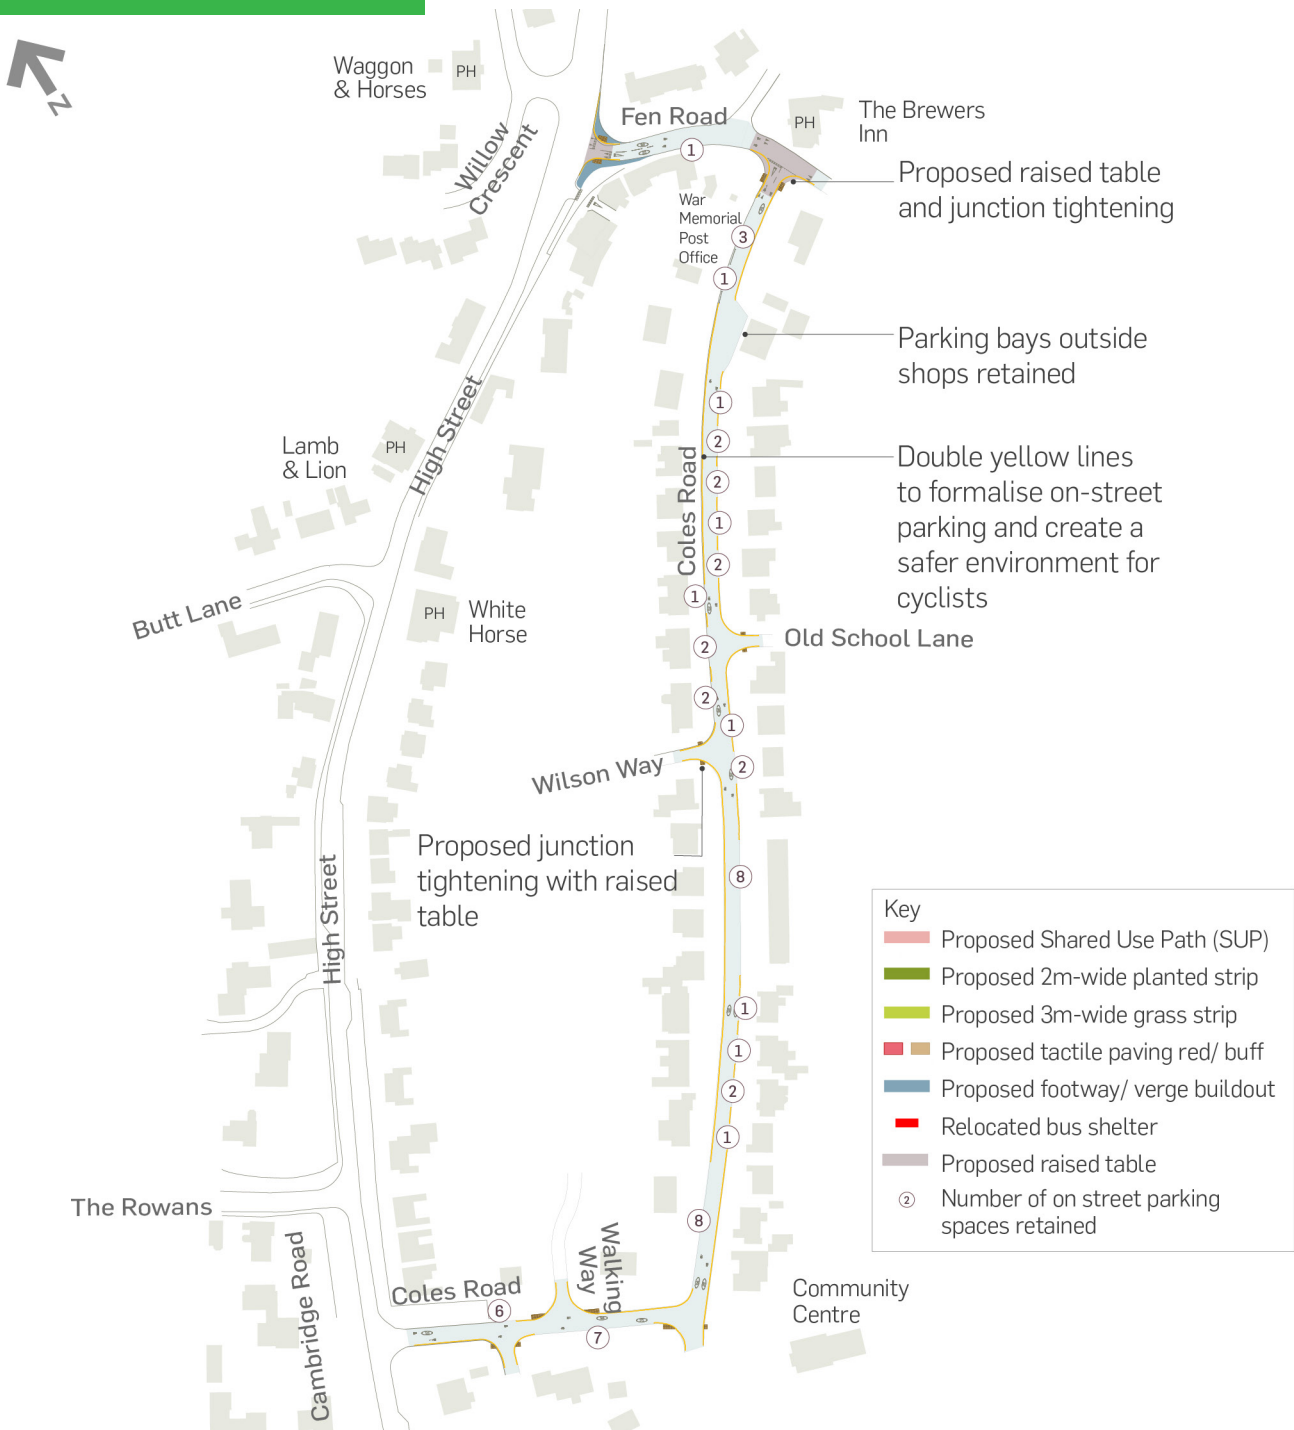 N
Waggon
& Horses
PH
Willow
Crescent
Fen Road
1
PH
The Brewers
Inn
Proposed raised table
and junction tightening
War
Memorial
Post
Office
3
1
Parking bays outside
shops retained
1
2
Lamb
& Lion
PH
High Street
Coles Road
Double yellow lines
to formalise on-street
parking and create a
safer environment for
cyclists
2
1
2
1
Butt Lane
PH
White
Horse
2
Old School Lane
2
1
Wilson Way
2
Proposed junction
tightening with raised
table
8
High Street
1
1
2
1
The Rowans
8
Cambridge Road
Coles Road
6
Walking
Way
7
Community
Centre
Key
Proposed Shared Use Path (SUP)
Proposed 2m-wide planted strip
Proposed 3m-wide grass strip
Proposed tactile paving red/ buff
Proposed footway/ verge buildout
Relocated bus shelter
Proposed raised table
2
Number of on street parking
spaces retained